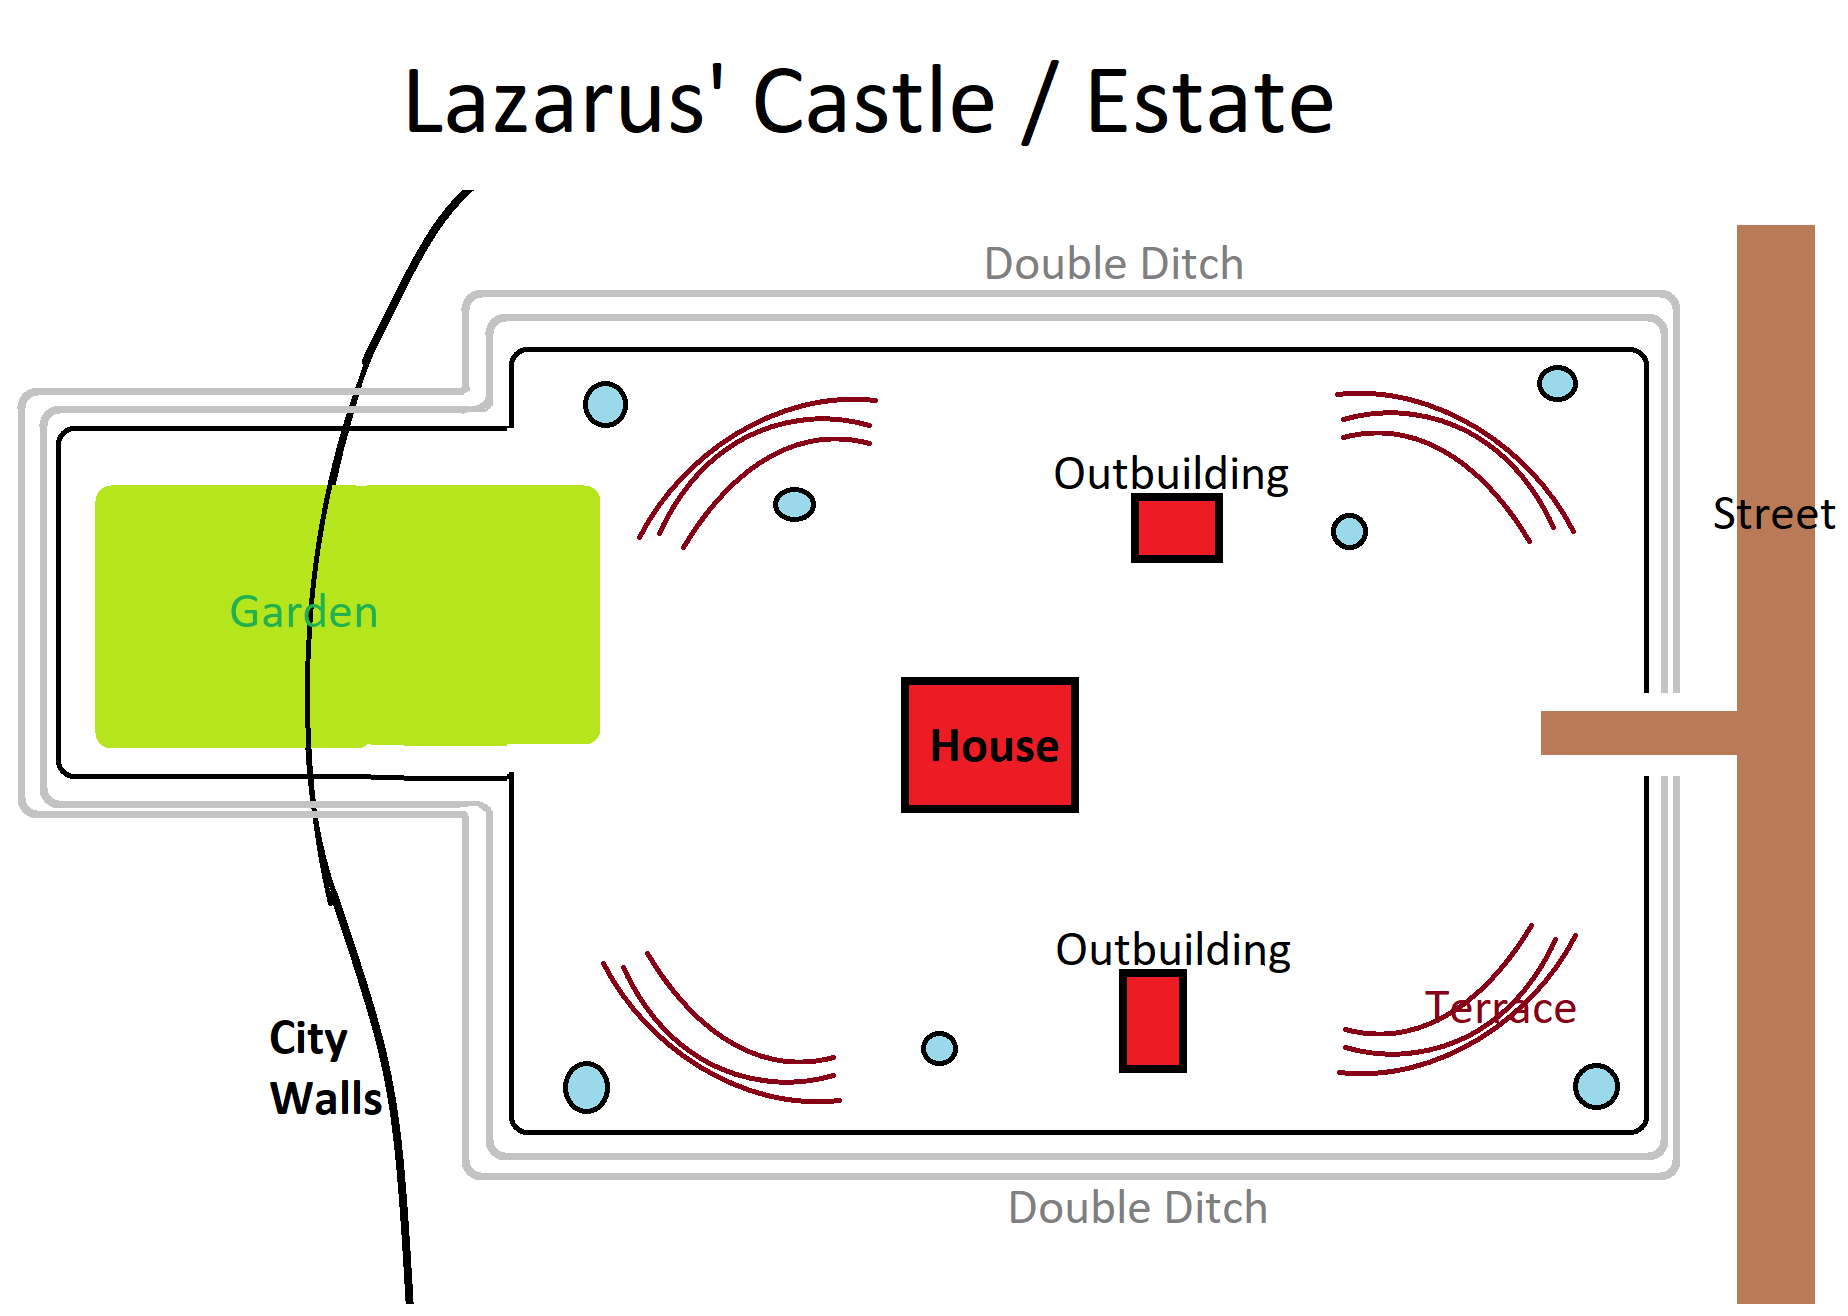 Lazarus' Castle / Estate
Double Ditch
Outbuilding
Street
Garden
House
Outbuilding
Terrace
City
Walls
Double Ditch